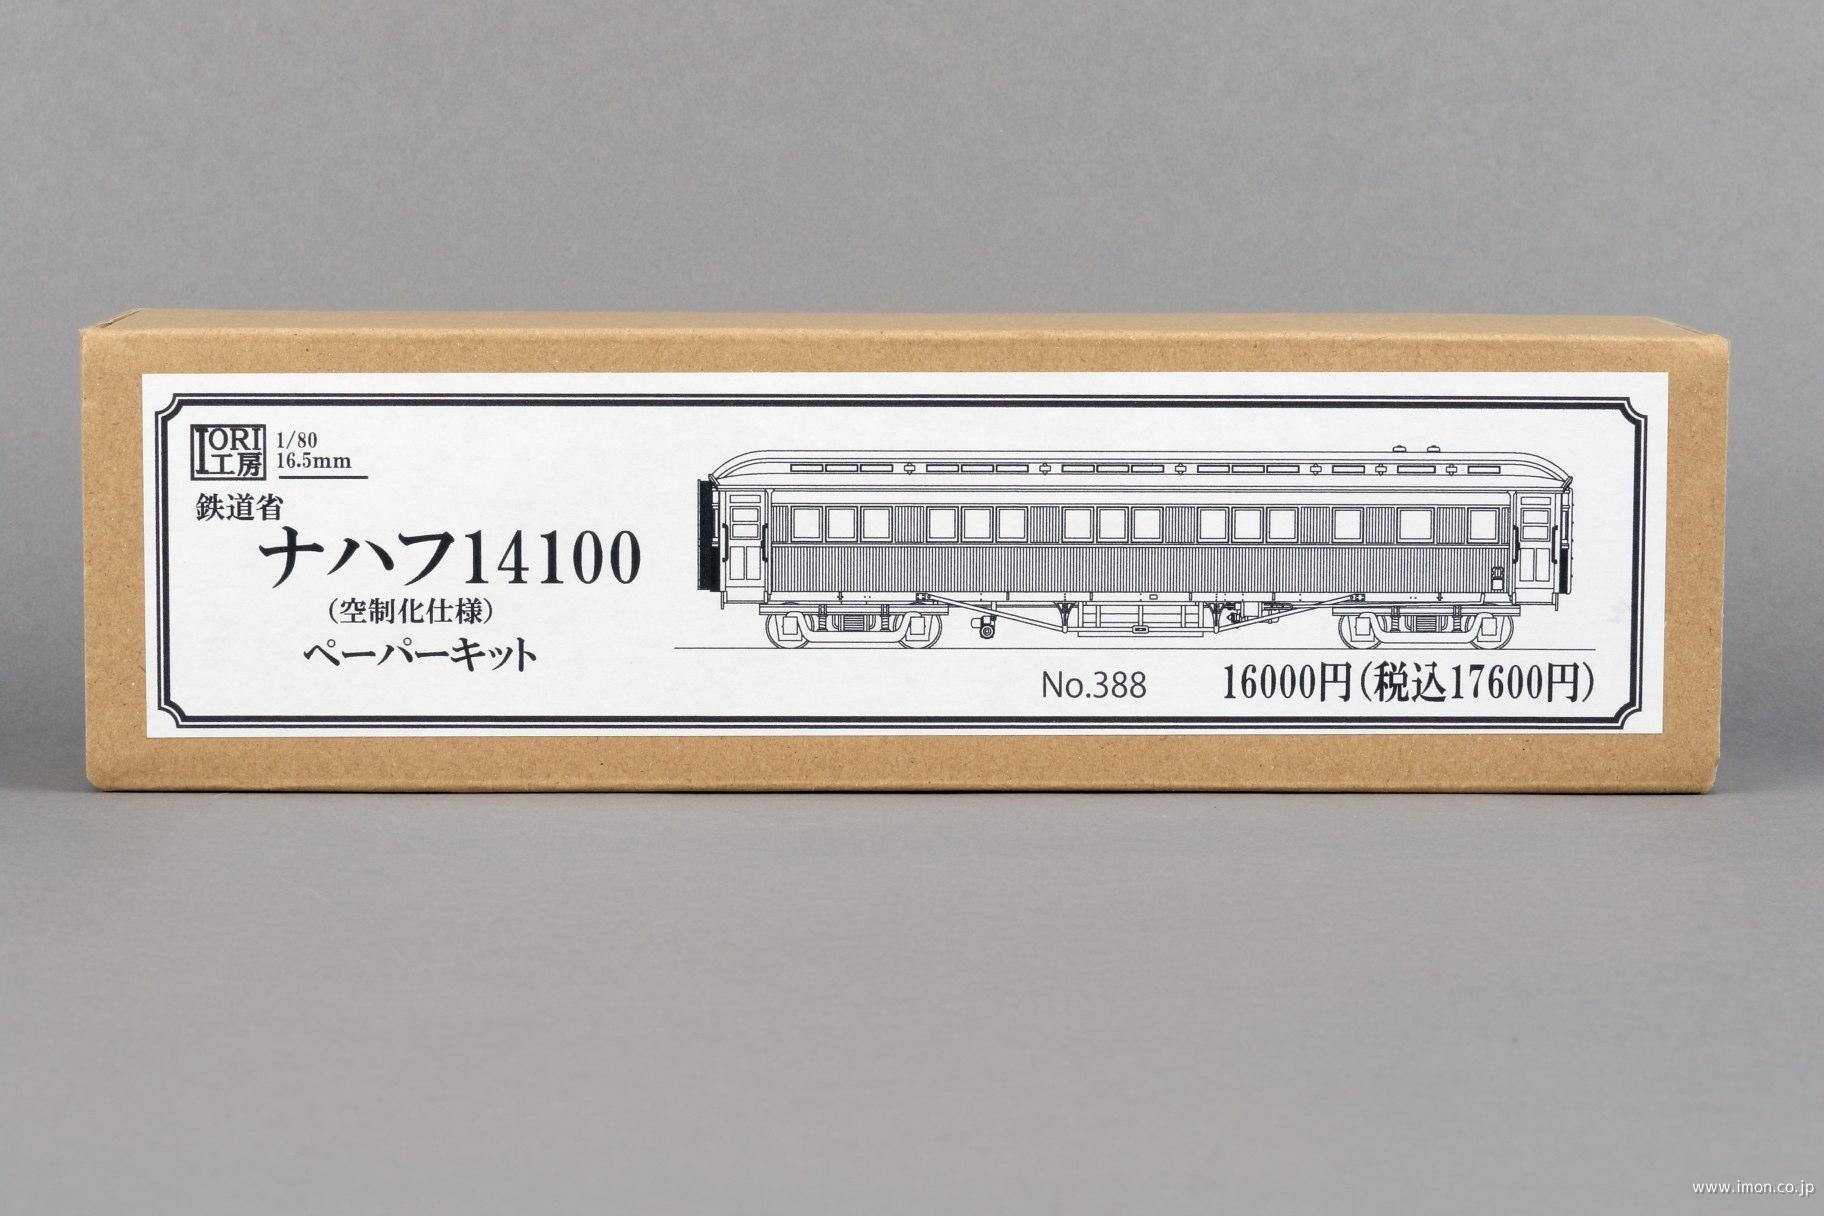 IORI
工房
1/80
16.5mm
鉄道省
ナハフ14100
(空制化仕様)
ペーパーキット
No.388
16000円(税込17600円)
www.imon.co.jp